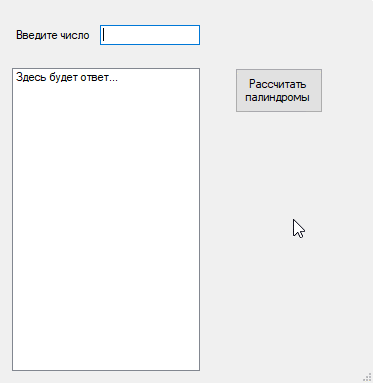 Введите число
Здесь будет ответ...
Рассчитать
палиндромы